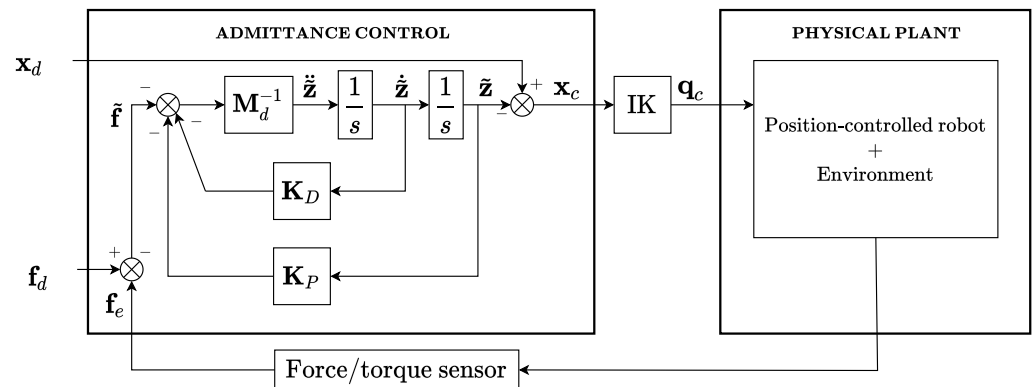 ADMITTANCE CONTROL
PHYSICAL PLANT
𝐱_d
−
𝐟̃
−
−
𝐌_d^{-1}
𝐳̃̈
1/s
𝐳̃̇
1/s
𝐳̃
−
+
𝐱_c
IK
𝐪_c
Position-controlled robot
+
Environment
𝐊_D
𝐊_P
+
−
𝐟_d
𝐟_e
Force/torque sensor